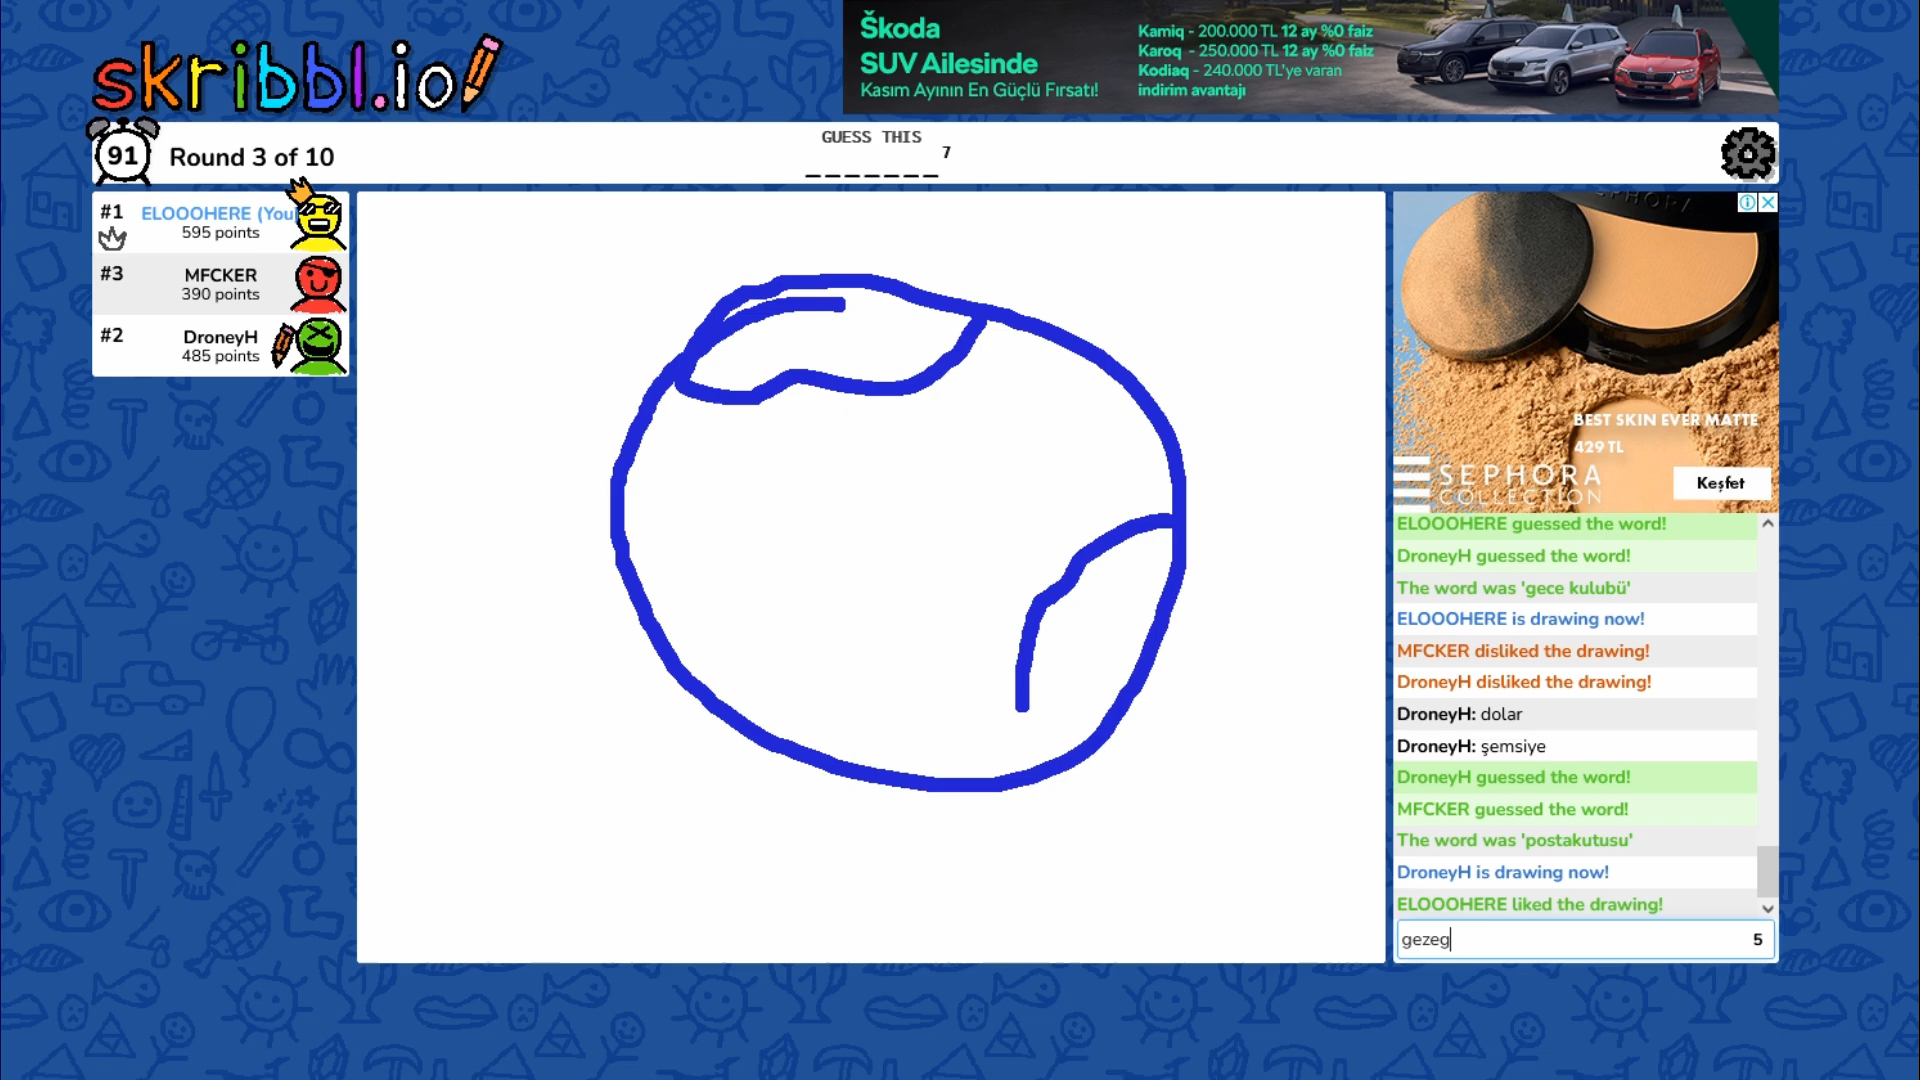 skribbl.io
Škoda
SUV Ailesinde
Kasım Ayının En Güçlü Fırsatı!
Kamiq - 200.000 TL 12 ay %0 faiz
Karoq - 250.000 TL 12 ay %0 faiz
Kodiaq - 240.000 TL'ye varan
indirim avantajı
91
Round 3 of 10
GUESS THIS
_______ 7
#1
ELOOOHERE (You
595 points
#3
MFCKER
390 points
#2
DroneyH
485 points
SEPHORA
BEST SKIN EVER MATTE
429 TL
SEPHORA
COLLECTION
Keşfet
ELOOOHERE guessed the word!
DroneyH guessed the word!
The word was 'gece kulubü'
ELOOOHERE is drawing now!
MFCKER disliked the drawing!
DroneyH disliked the drawing!
DroneyH: dolar
DroneyH: şemsiye
DroneyH guessed the word!
MFCKER guessed the word!
The word was 'postakutusu'
DroneyH is drawing now!
ELOOOHERE liked the drawing!
gezeg 5